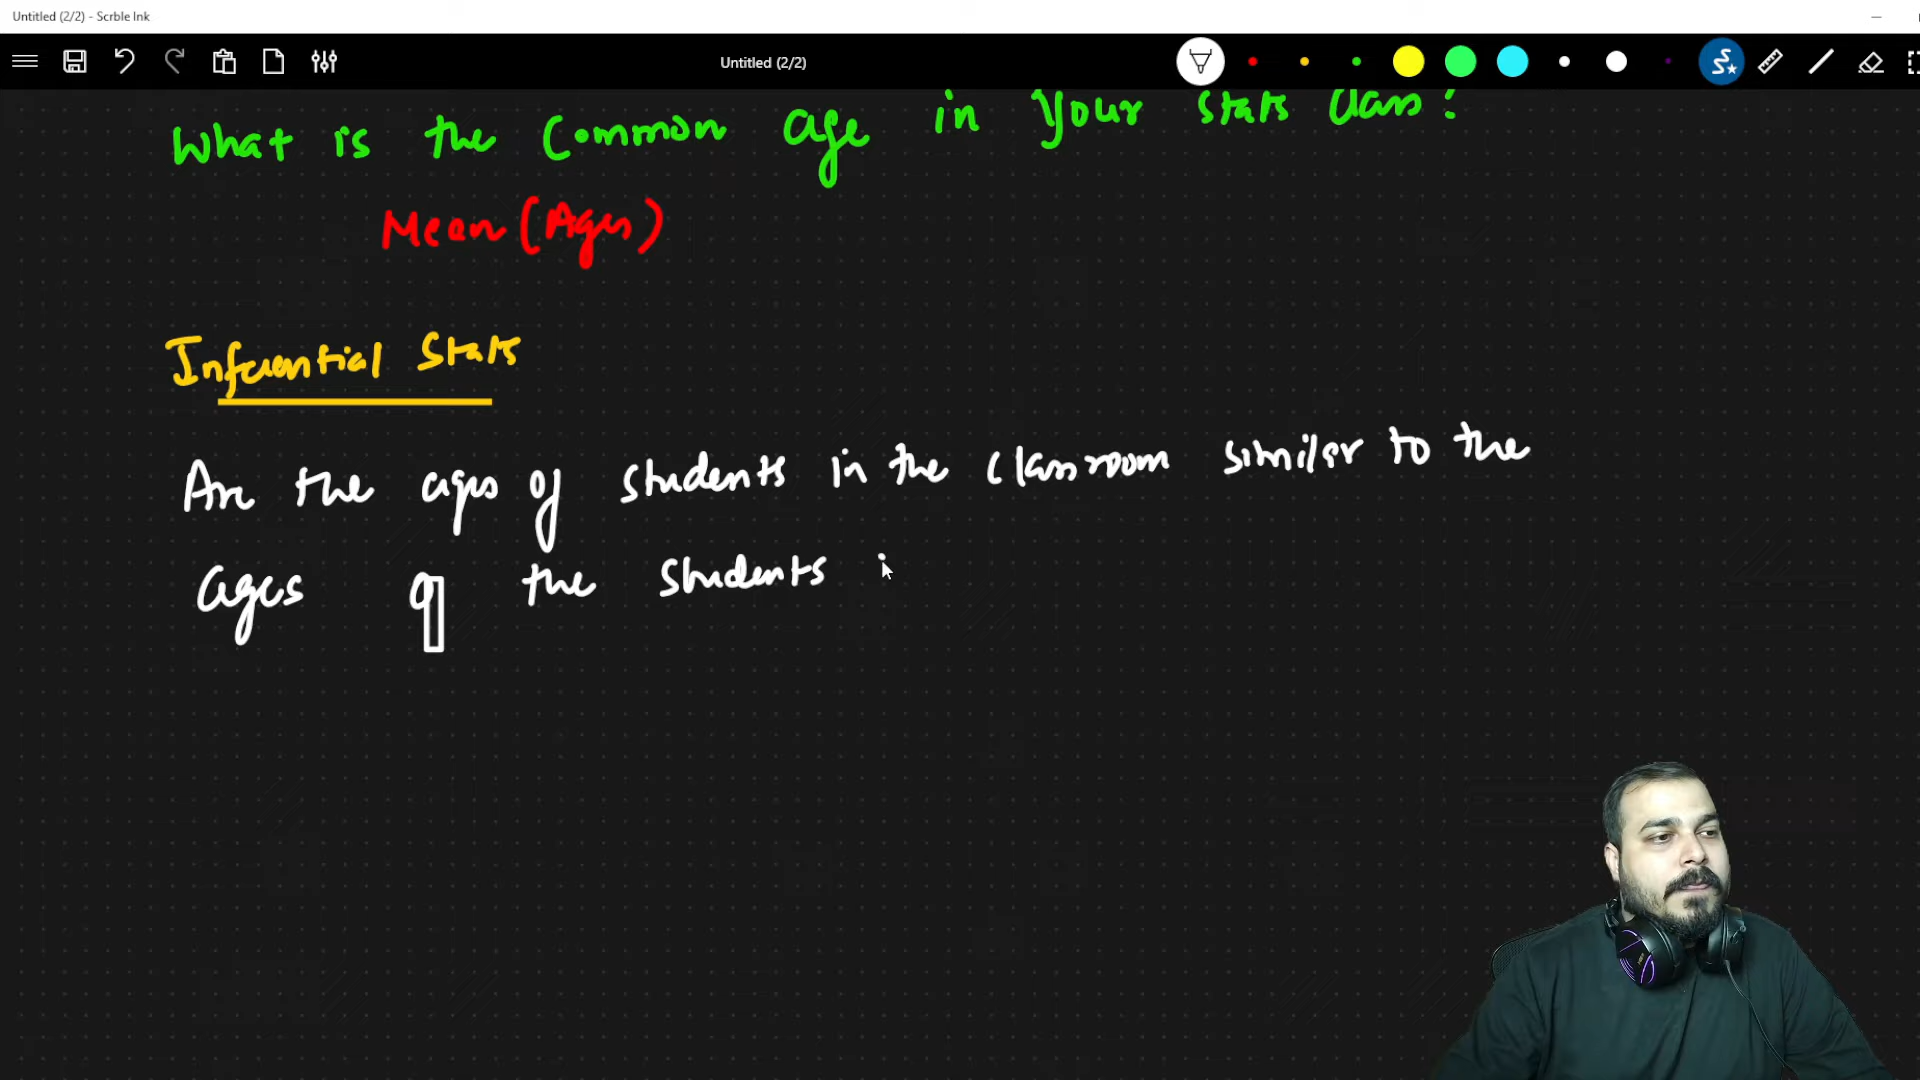 Untitled (2/2) - Scrble Ink
Untitled (2/2)
What is the Common age in your stats class?
Mean (Ages)
Inferential Stats
Are the ages of students in the classroom similar to the
ages of the students i